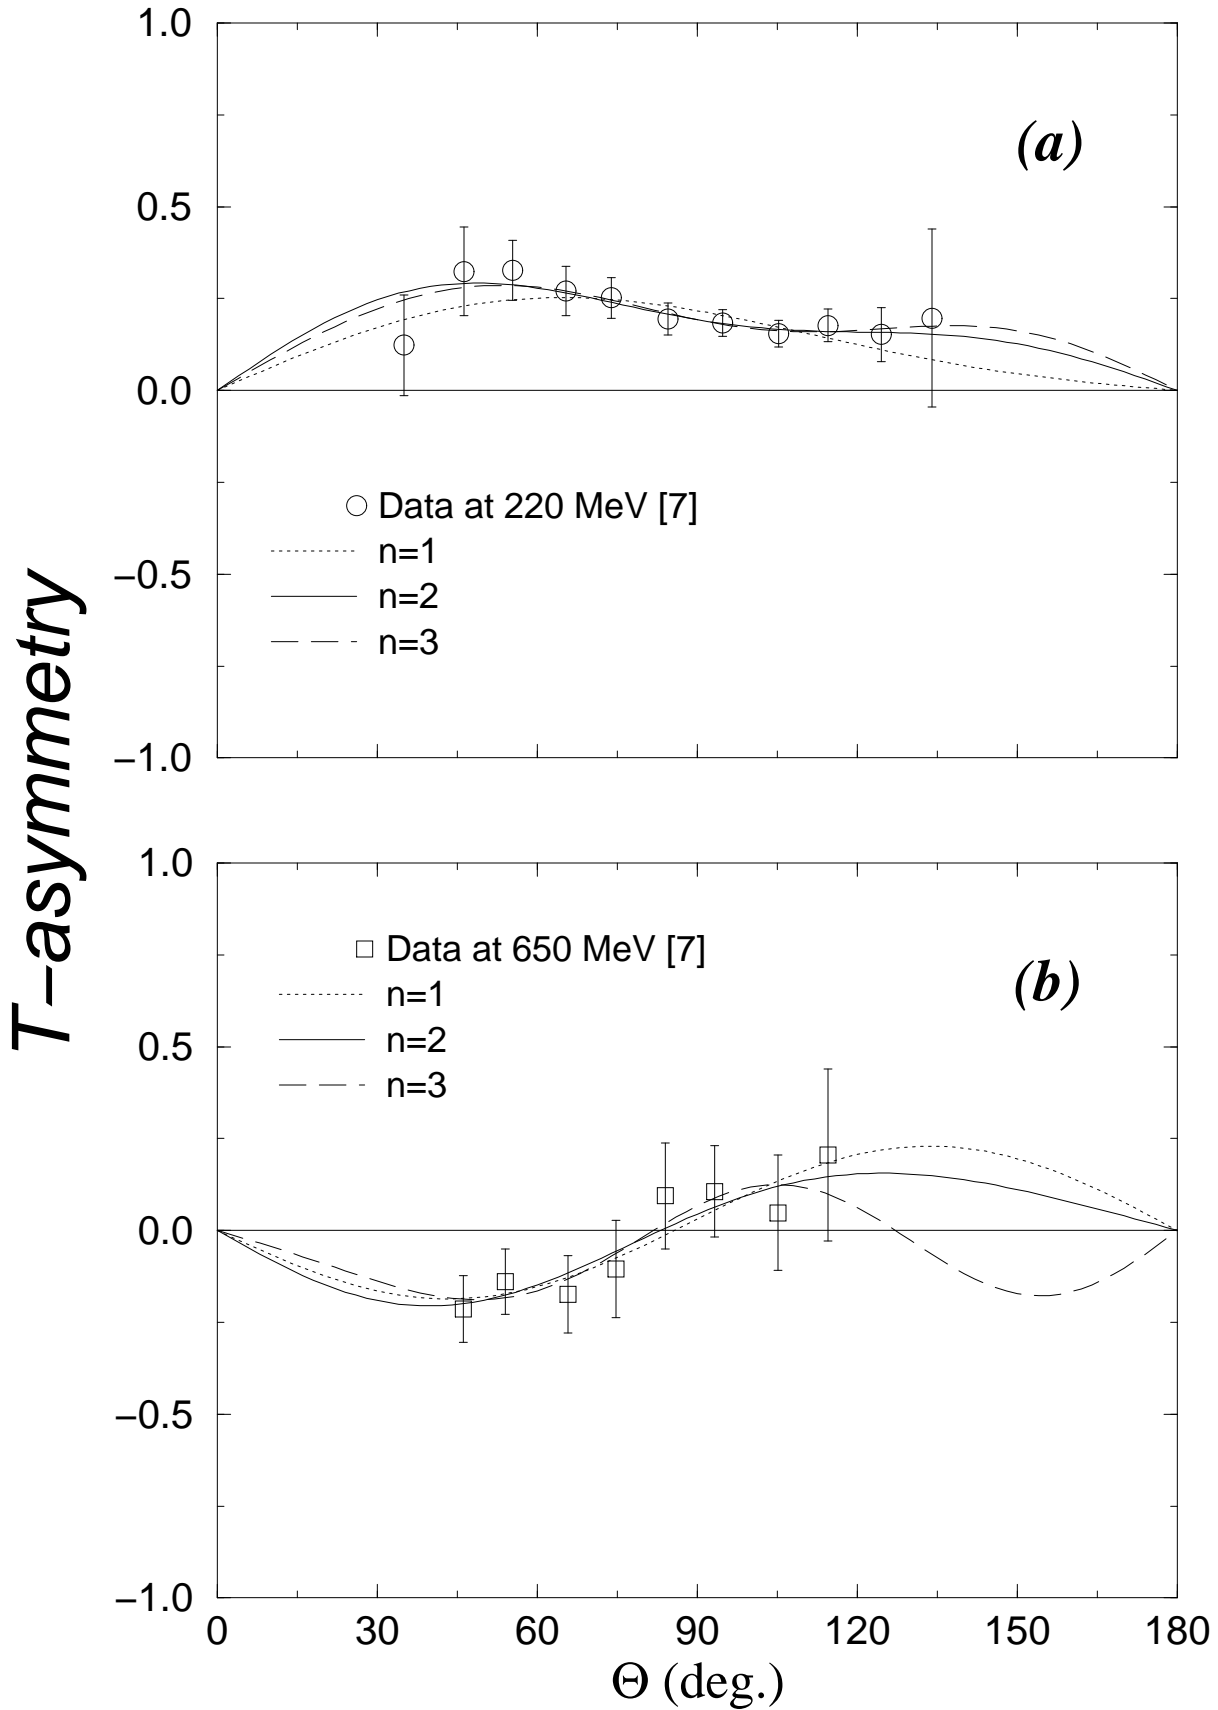 T-asymmetry
1.0
(a)
0.5
0.0
Data at 220 MeV [7]
n=1
−0.5
n=2
n=3
−1.0
1.0
Data at 650 MeV [7]
(b)
n=1
0.5
n=2
n=3
0.0
−0.5
−1.0
0 30 60 90 120 150 180
Θ (deg.)